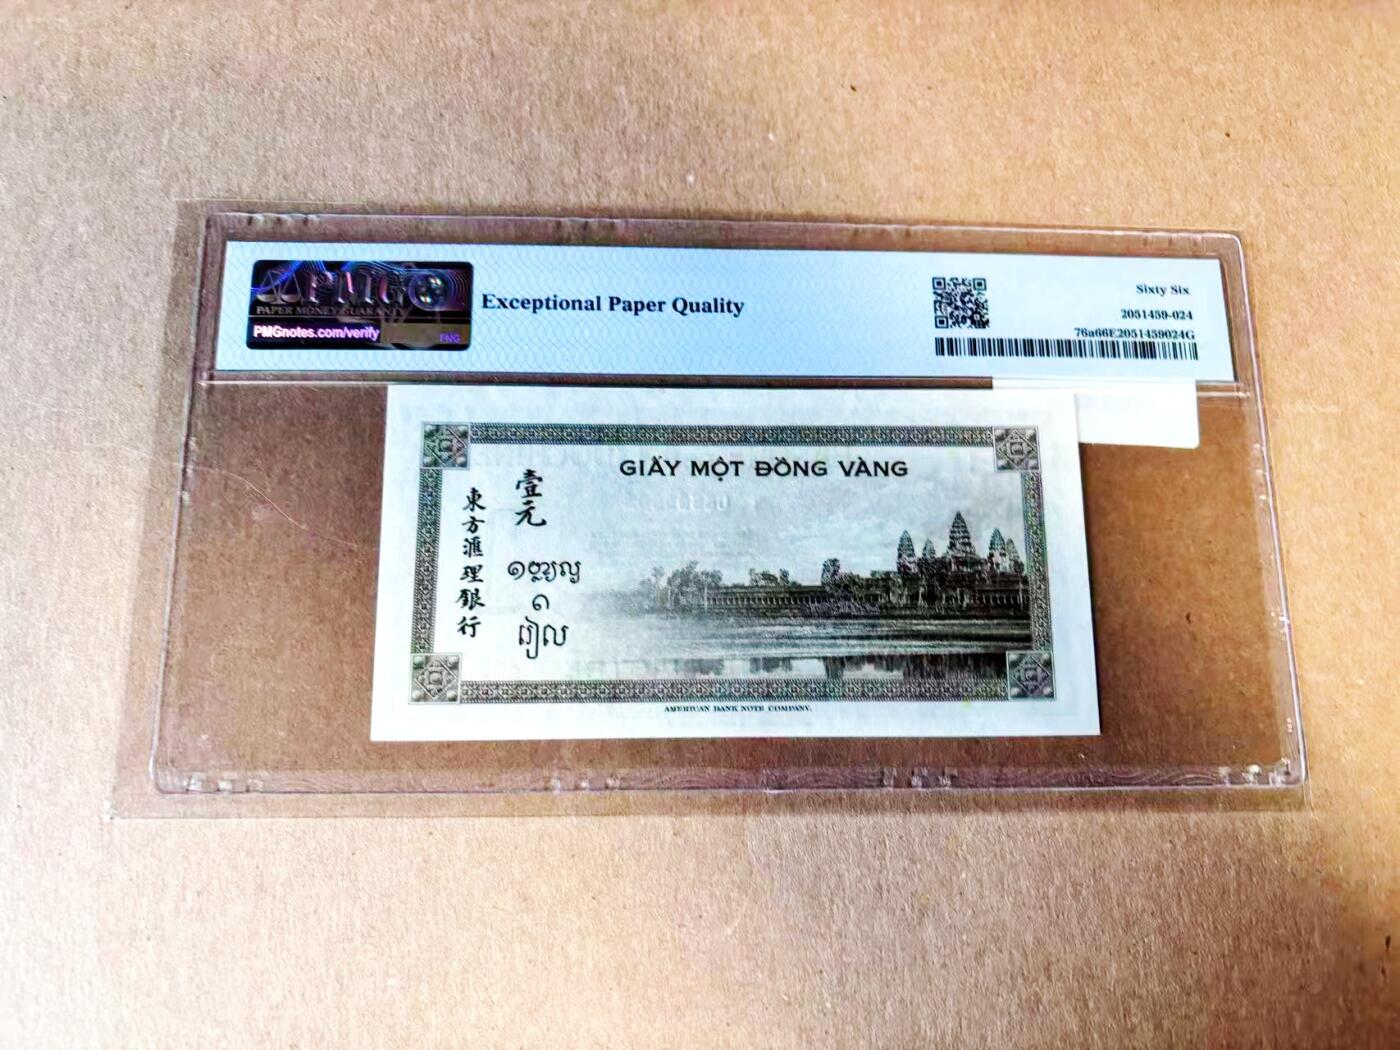 PMG
PAPER MONEY GUARANTY
PMGnotes.com/verify
PMG
Exceptional Paper Quality
Sixty Six
2051459-024
76a66E2051459024G
GIẤY MỘT ĐỒNG VÀNG
壹元
東方滙理銀行
១
រៀល
AMERICAN BANK NOTE COMPANY.